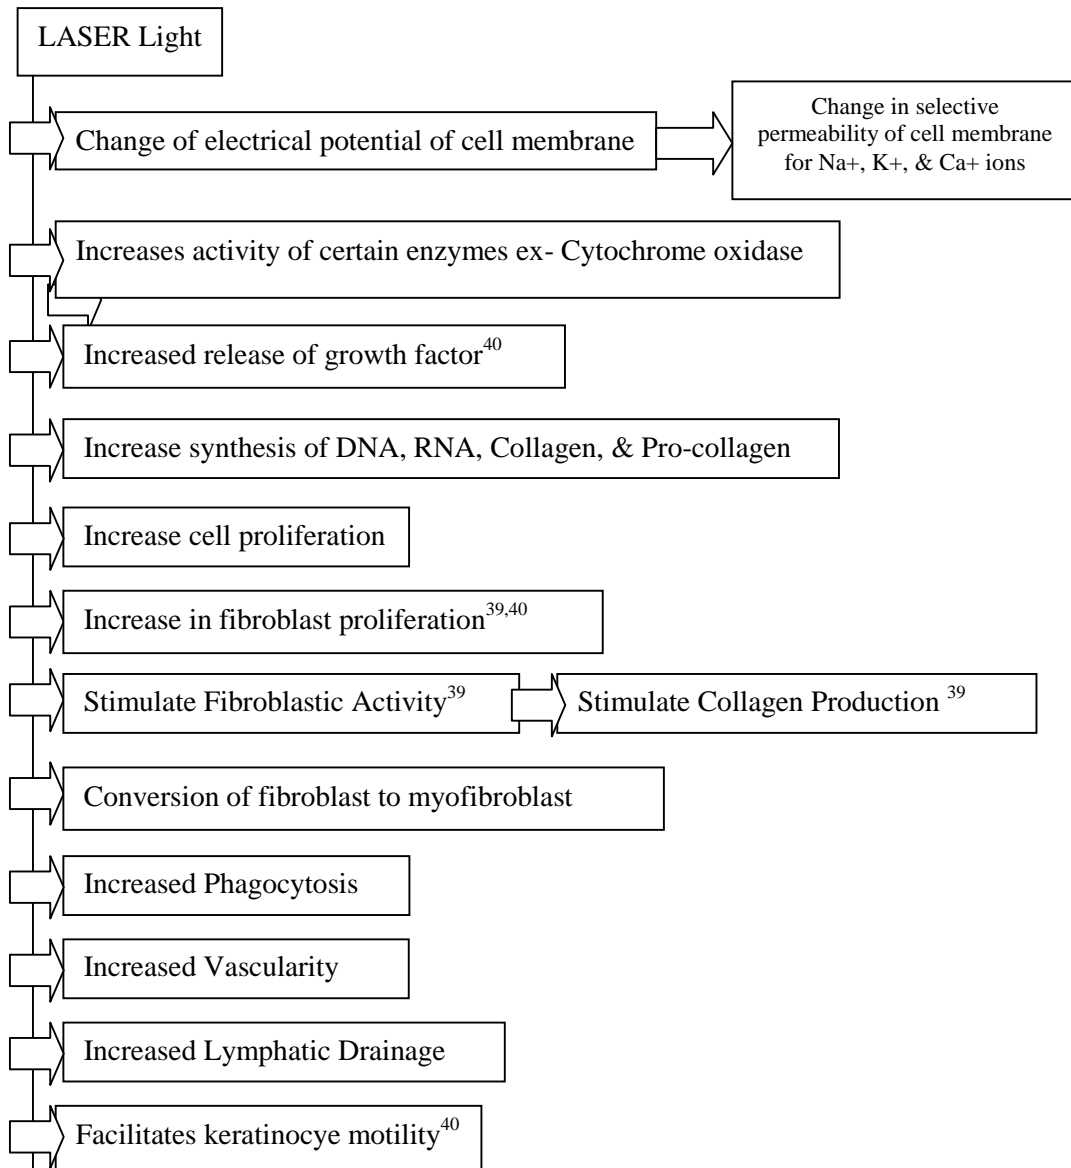 LASER Light
Change of electrical potential of cell membrane
Change in selective
permeability of cell membrane
for Na+, K+, & Ca+ ions
Increases activity of certain enzymes ex- Cytochrome oxidase
Increased release of growth factor40
Increase synthesis of DNA, RNA, Collagen, & Pro-collagen
Increase cell proliferation
Increase in fibroblast proliferation39,40
Stimulate Fibroblastic Activity39
Stimulate Collagen Production 39
Conversion of fibroblast to myofibroblast
Increased Phagocytosis
Increased Vascularity
Increased Lymphatic Drainage
Facilitates keratinocye motility40